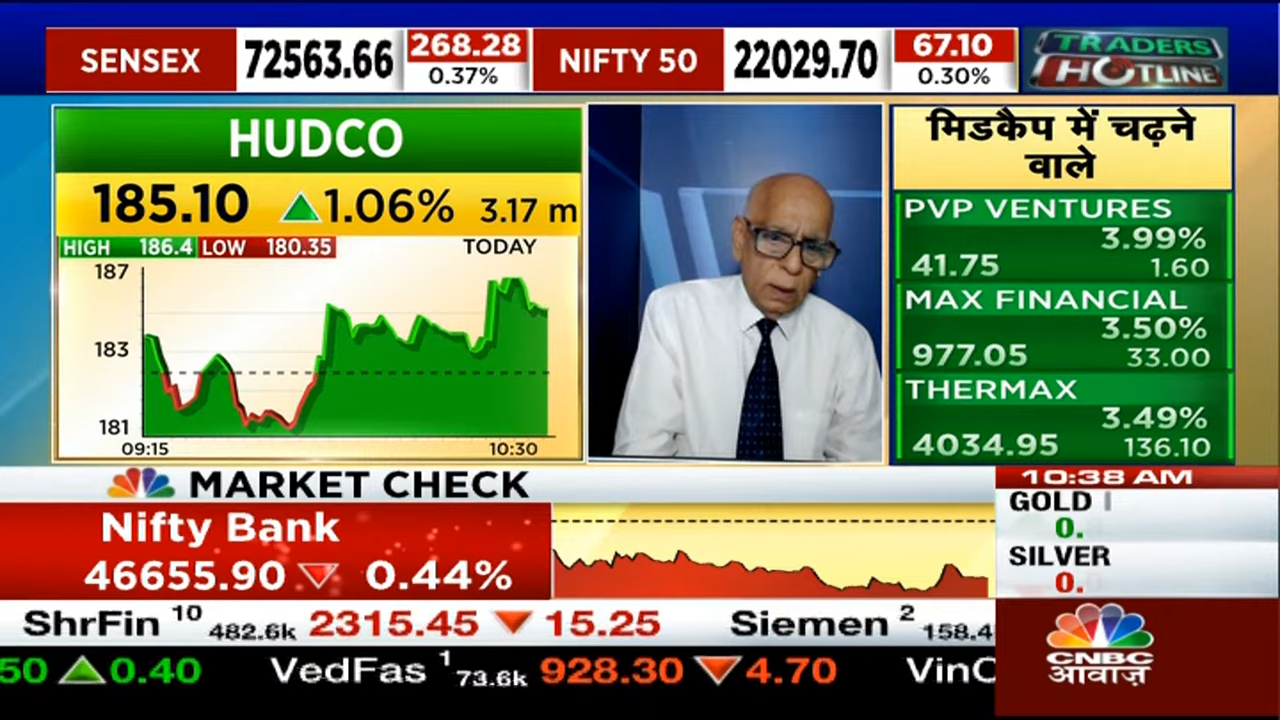 SENSEX 72563.66 268.28 0.37% NIFTY 50 22029.70 67.10 0.30% TRADERS HOTLINE
HUDCO
185.10 1.06% 3.17 m
HIGH 186.4 LOW 180.35 TODAY
187
183
181
09:15 10:30
मिडकैप में चढ़ने
वाले
PVP VENTURES
3.99%
41.75 1.60
MAX FINANCIAL
3.50%
977.05 33.00
THERMAX
3.49%
4034.95 136.10
MARKET CHECK
Nifty Bank
46655.90 0.44%
10:38 AM
GOLD
0.
SILVER
0.
ShrFin 10 482.6k 2315.45 15.25 Siemen 2 158.4
50 0.40 VedFas 1 73.6k 928.30 4.70 Vin
CNBC
आवाज़